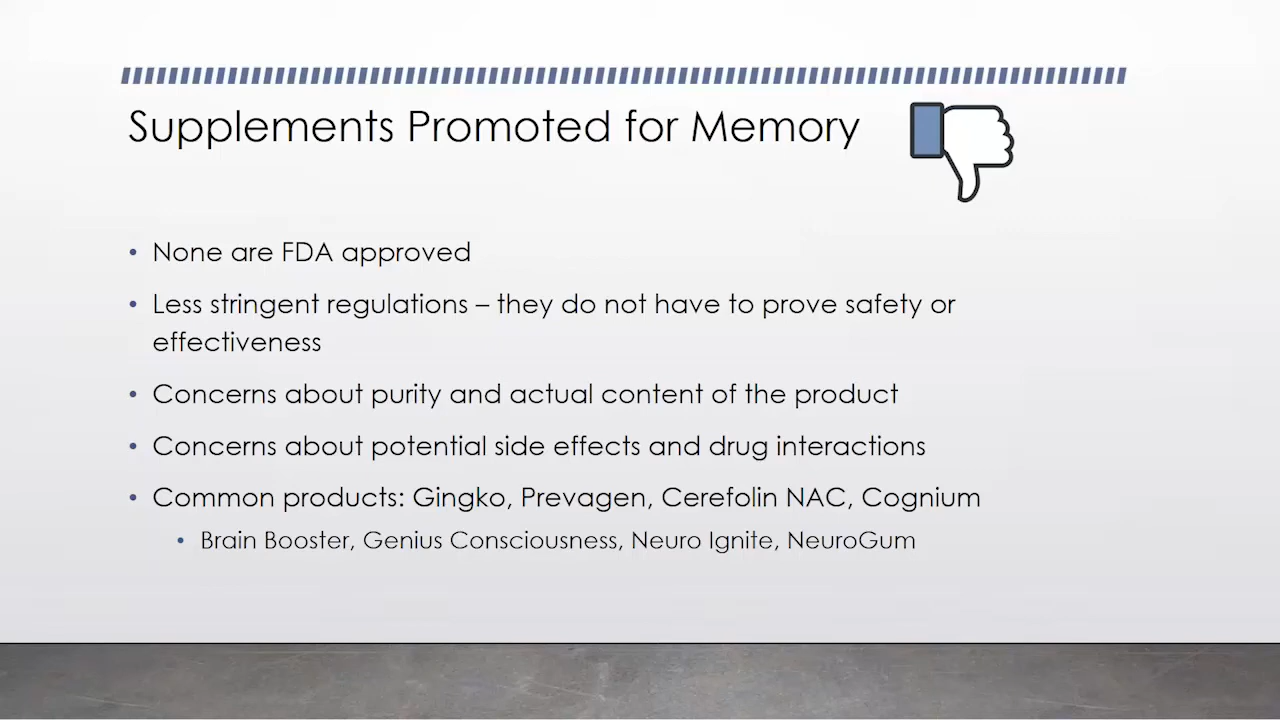 Supplements Promoted for Memory
• None are FDA approved
• Less stringent regulations – they do not have to prove safety or
effectiveness
• Concerns about purity and actual content of the product
• Concerns about potential side effects and drug interactions
• Common products: Gingko, Prevagen, Cerefolin NAC, Cognium
• Brain Booster, Genius Consciousness, Neuro Ignite, NeuroGum